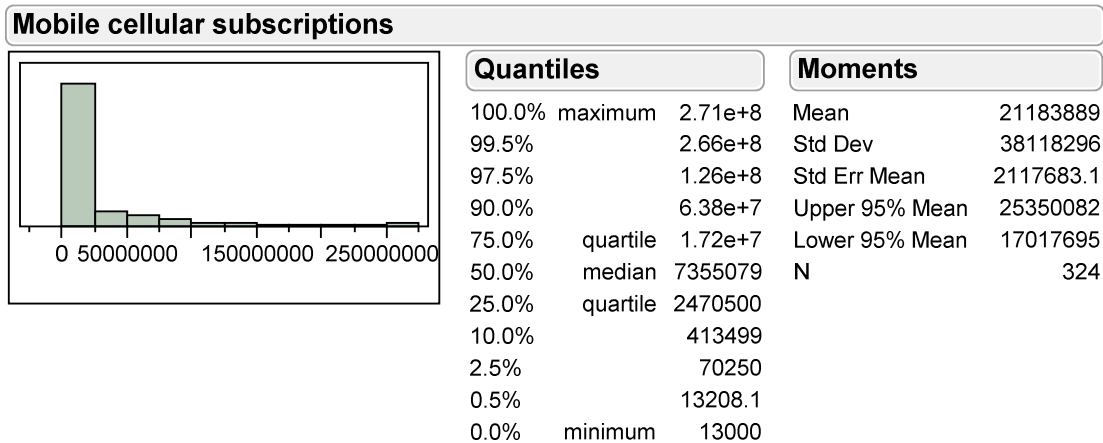 Mobile cellular subscriptions
0 50000000 150000000 250000000
Quantiles
100.0% maximum 2.71e+8
99.5% 2.66e+8
97.5% 1.26e+8
90.0% 6.38e+7
75.0% quartile 1.72e+7
50.0% median 7355079
25.0% quartile 2470500
10.0% 413499
2.5% 70250
0.5% 13208.1
0.0% minimum 13000
Moments
Mean 21183889
Std Dev 38118296
Std Err Mean 2117683.1
Upper 95% Mean 25350082
Lower 95% Mean 17017695
N 324